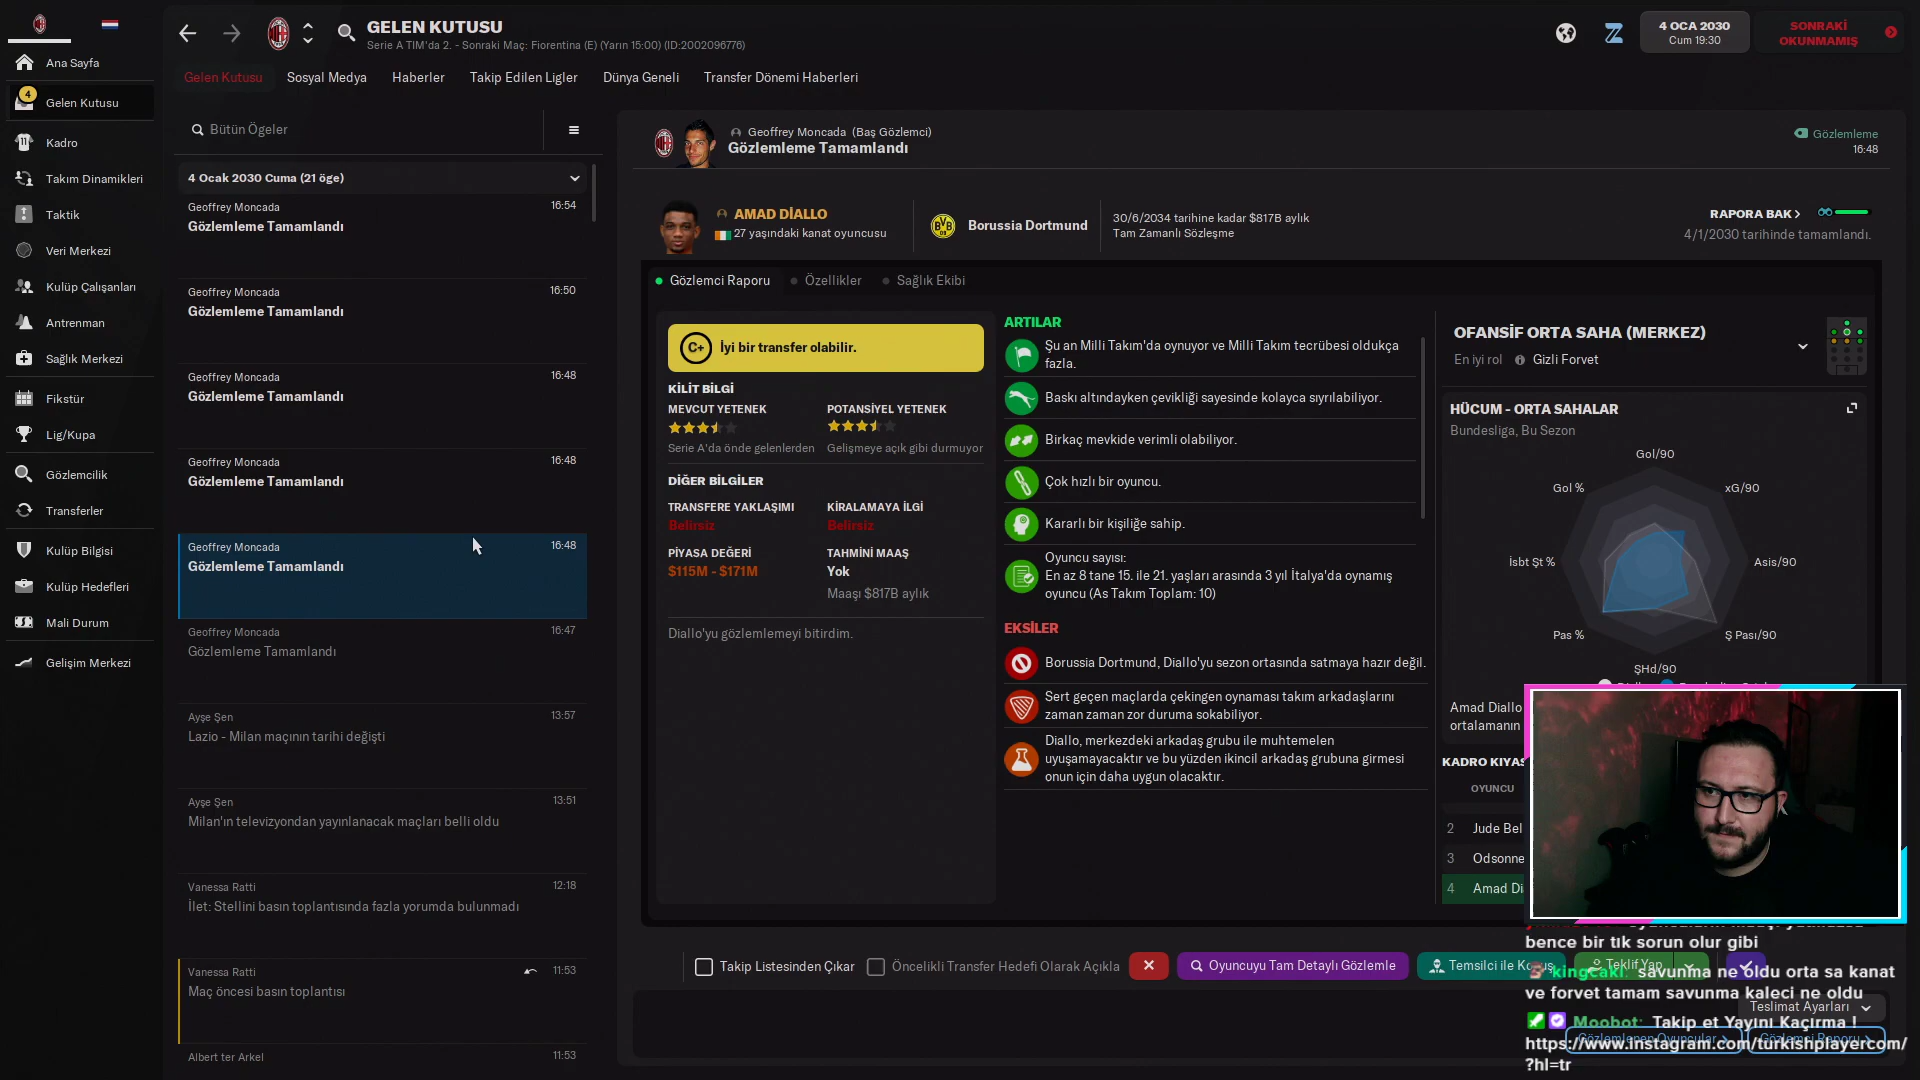 GELEN KUTUSU
Serie A TIM'da 2. - Sonraki Maç: Fiorentina (E) (Yarın 15:00) (ID:2002096776)
4 OCA 2030
Cum 19:30
SONRAKİ
OKUNMAMIŞ
Ana Sayfa
4
Gelen Kutusu
Kadro
Takım Dinamikleri
Taktik
Veri Merkezi
Kulüp Çalışanları
Antrenman
Sağlık Merkezi
Fikstür
Lig/Kupa
Gözlemcilik
Transferler
Kulüp Bilgisi
Kulüp Hedefleri
Mali Durum
Gelişim Merkezi
Gelen Kutusu Sosyal Medya Haberler Takip Edilen Ligler Dünya Geneli Transfer Dönemi Haberleri
Bütün Ögeler
4 Ocak 2030 Cuma (21 öge)
Geoffrey Moncada 16:54
Gözlemleme Tamamlandı
Geoffrey Moncada 16:50
Gözlemleme Tamamlandı
Geoffrey Moncada 16:48
Gözlemleme Tamamlandı
Geoffrey Moncada 16:48
Gözlemleme Tamamlandı
Geoffrey Moncada 16:48
Gözlemleme Tamamlandı
Geoffrey Moncada 16:47
Gözlemleme Tamamlandı
Ayşe Şen 13:57
Lazio - Milan maçının tarihi değişti
Ayşe Şen 13:51
Milan'ın televizyondan yayınlanacak maçları belli oldu
Vanessa Ratti 12:18
İlet: Stellini basın toplantısında fazla yorumda bulunmadı
Vanessa Ratti 11:53
Maç öncesi basın toplantısı
Albert ter Arkel 11:53
Geoffrey Moncada (Baş Gözlemci)
Gözlemleme Tamamlandı
Gözlemleme
16:48
AMAD DİALLO
27 yaşındaki kanat oyuncusu
Borussia Dortmund
30/6/2034 tarihine kadar $817B aylık
Tam Zamanlı Sözleşme
RAPORA BAK
4/1/2030 tarihinde tamamlandı.
Gözlemci Raporu Özellikler Sağlık Ekibi
C+ İyi bir transfer olabilir.
KİLİT BİLGİ
MEVCUT YETENEK POTANSİYEL YETENEK
Serie A'da önde gelenlerden Gelişmeye açık gibi durmuyor
DİĞER BİLGİLER
TRANSFERE YAKLAŞIMI KİRALAMAYA İLGİ
Belirsiz Belirsiz
PİYASA DEĞERİ TAHMİNİ MAAŞ
$115M - $171M Yok
Maaşı $817B aylık
Diallo'yu gözlemlemeyi bitirdim.
ARTILAR
Şu an Milli Takım'da oynuyor ve Milli Takım tecrübesi oldukça
fazla.
Baskı altındayken çevikliği sayesinde kolayca sıyrılabiliyor.
Birkaç mevkide verimli olabiliyor.
Çok hızlı bir oyuncu.
Kararlı bir kişiliğe sahip.
Oyuncu sayısı:
En az 8 tane 15. ile 21. yaşları arasında 3 yıl İtalya'da oynamış
oyuncu (As Takım Toplam: 10)
EKSİLER
Borussia Dortmund, Diallo'yu sezon ortasında satmaya hazır değil.
Sert geçen maçlarda çekingen oynaması takım arkadaşlarını
zaman zaman zor duruma sokabiliyor.
Diallo, merkezdeki arkadaş grubu ile muhtemelen
uyuşamayacaktır ve bu yüzden ikincil arkadaş grubuna girmesi
onun için daha uygun olacaktır.
OFANSİF ORTA SAHA (MERKEZ)
En iyi rol Gizli Forvet
HÜCUM - ORTA SAHALAR
Bundesliga, Bu Sezon
Gol/90
xG/90
Asis/90
Ş Pası/90
ŞHd/90
Pas %
İsbt Şt %
Gol %
Amad Diallo
ortalamanın
KADRO KIYAS
OYUNCU
2 Jude Bel
3 Odsonne
4 Amad Di
Takip Listesinden Çıkar
Öncelikli Transfer Hedefi Olarak Açıkla
Oyuncuyu Tam Detaylı Gözlemle
Temsilci ile
Teklif Yap
Teslimat Ayarları
Gözlemlenen Oyuncular
Gözlemci Raporu
bence bir tık sorun olur gibi
kingcaki: savunma ne oldu orta sa kanat
ve forvet tamam savunma kaleci ne oldu
Moobot: Takip et Yayını Kaçırma !
https://www.instagram.com/turkishplayercom/
?hl=tr